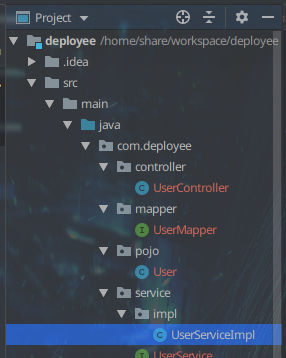 Project
deployee /home/share/workspace/deployee
.idea
src
main
java
com.deployee
controller
UserController
mapper
UserMapper
pojo
User
service
impl
UserServiceImpl
UserService